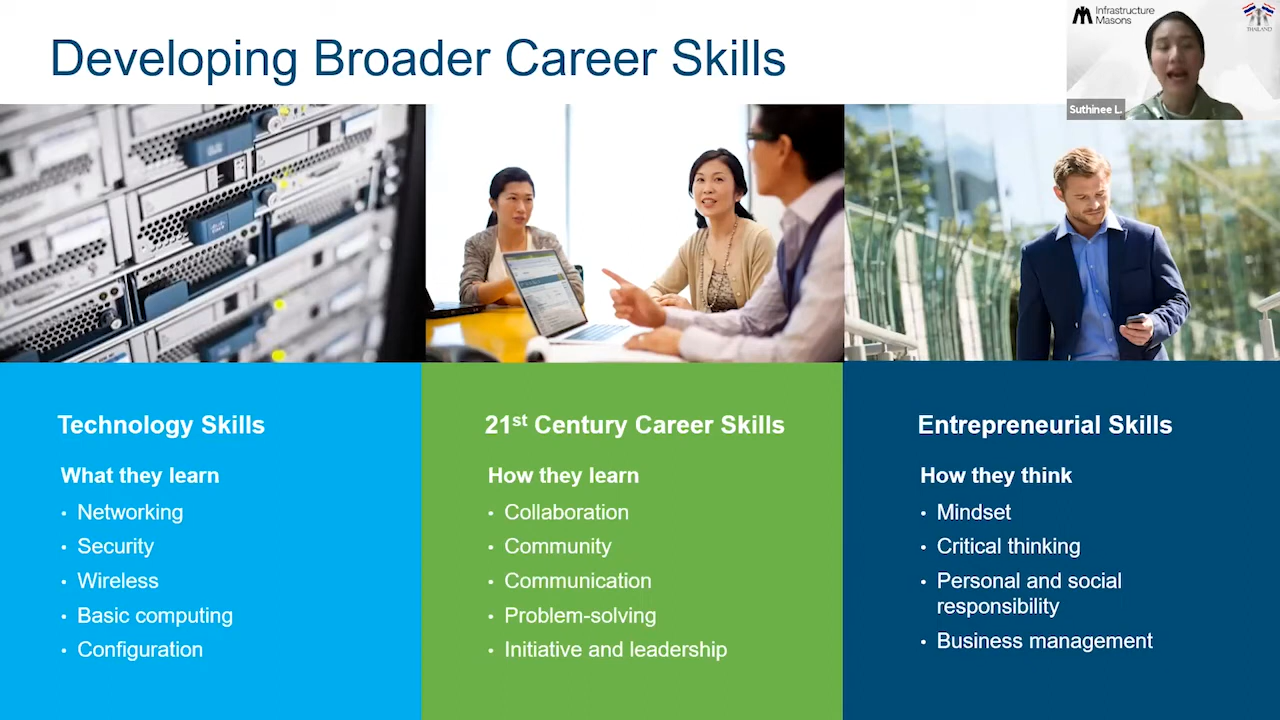 Developing Broader Career Skills
Infrastructure
Masons
THAILAND
Suthinee L.
Technology Skills
What they learn
• Networking
• Security
• Wireless
• Basic computing
• Configuration
21st Century Career Skills
How they learn
• Collaboration
• Community
• Communication
• Problem-solving
• Initiative and leadership
Entrepreneurial Skills
How they think
• Mindset
• Critical thinking
• Personal and social
responsibility
• Business management